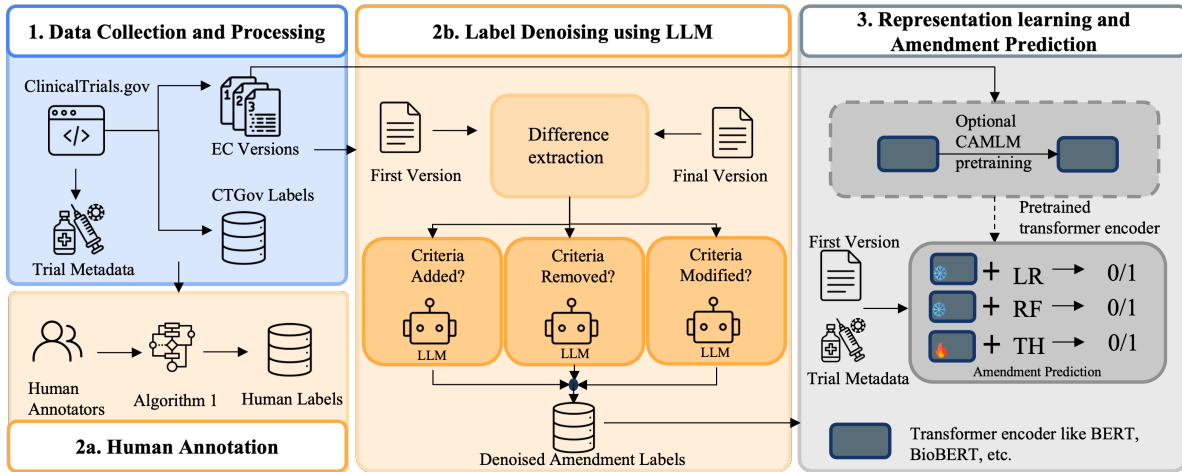 1. Data Collection and Processing
ClinicalTrials.gov
1
2
3
</>
EC Versions
CTGov Labels
Trial Metadata
Human
Annotators
Algorithm 1
Human Labels
2a. Human Annotation
2b. Label Denoising using LLM
First Version
Difference
extraction
Final Version
Criteria
Added?
LLM
Criteria
Removed?
LLM
Criteria
Modified?
LLM
Denoised Amendment Labels
3. Representation learning and
Amendment Prediction
Optional
CAMLM
pretraining
Pretrained
transformer encoder
First Version
Trial Metadata
+ LR 0/1
+ RF 0/1
+ TH 0/1
Amendment Prediction
Transformer encoder like BERT,
BioBERT, etc.